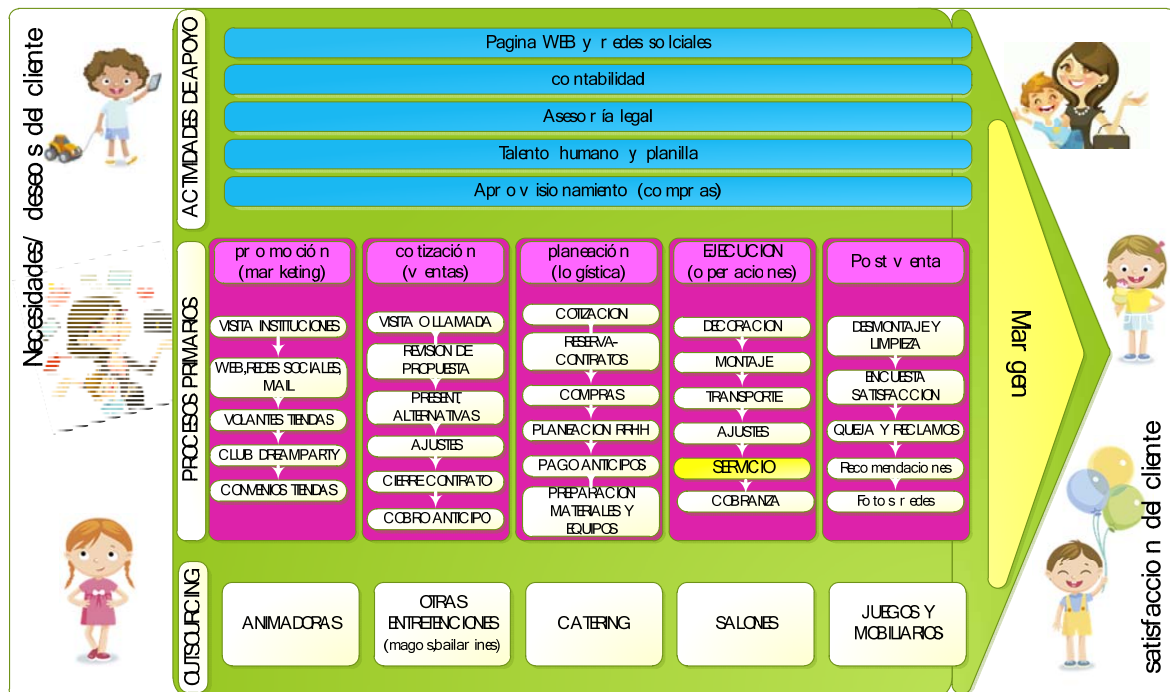 Necesidades/ deseos del cliente
ACTIVIDADES DE APOYO
Pagina WEB y redes solciales
contabilidad
Asesoría legal
Talento humano y planilla
Aprovisionamiento (compras)
PROCESOS PRIMARIOS
promoción
(marketing)
VISITA INSTITUCIONES
WEB,REDES SOCIALES,
MAIL
VOLANTES TIENDAS
CLUB DREAMPARTY
CONVENIOS TIENDAS
cotización
(ventas)
VISITA O LLAMADA
REVISION DE
PROPUESTA
PRESENT,
ALTERNATIVAS
AJUSTES
CIERRE CONTRATO
COBRO ANTICIPO
planeación
(logística)
COTIZACION
RESERVA-
CONTRATOS
COMPRAS
PLANEACION RRHH
PAGO ANTICIPOS
PREPARACION
MATERIALES Y
EQUIPOS
EJECUCION
(operaciones)
DECORACION
MONTAJE
TRANSPORTE
AJUSTES
SERVICIO
COBRANZA
Postventa
DESMONTAJE Y
LIMPIEZA
ENCUESTA
SATISFACCION
QUEJA Y RECLAMOS
Recomendaciones
Fotos redes
OUTSOURCING
ANIMADORAS
OTRAS
ENTRETENCIONES
(magos,bailarines)
CATERING
SALONES
JUEGOS Y
MOBILIARIOS
Margen
satisfaccion del cliente